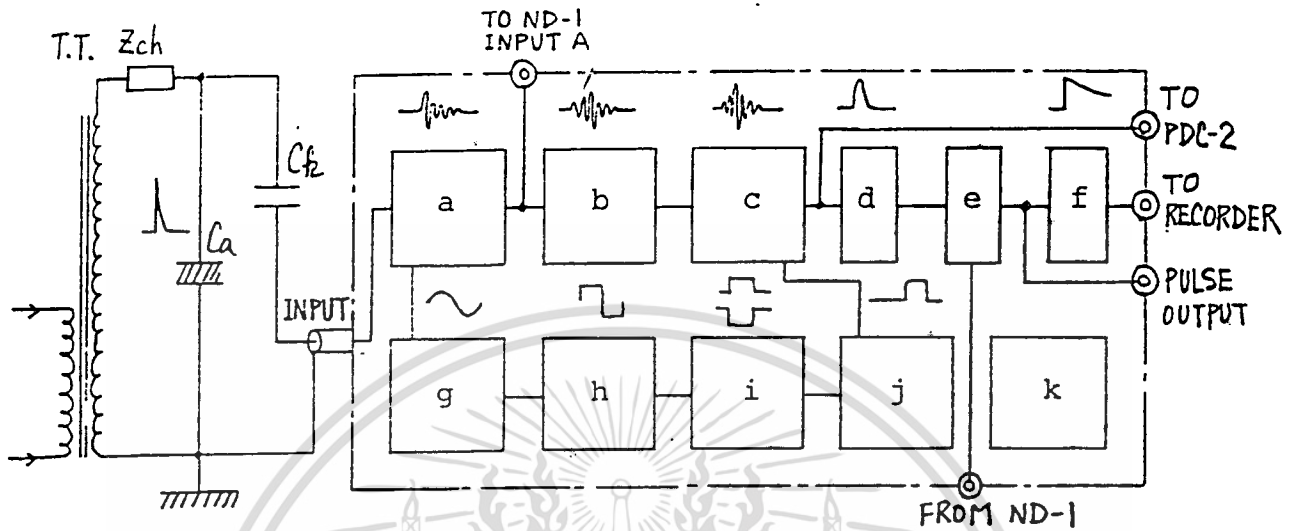 TO ND-1
INPUT A
T.T.
Zch
TO
PDC-2
Ck
a
b
c
d
e
f
TO
RECORDER
Ca
INPUT
PULSE
OUTPUT
g
h
i
j
k
FROM ND-1